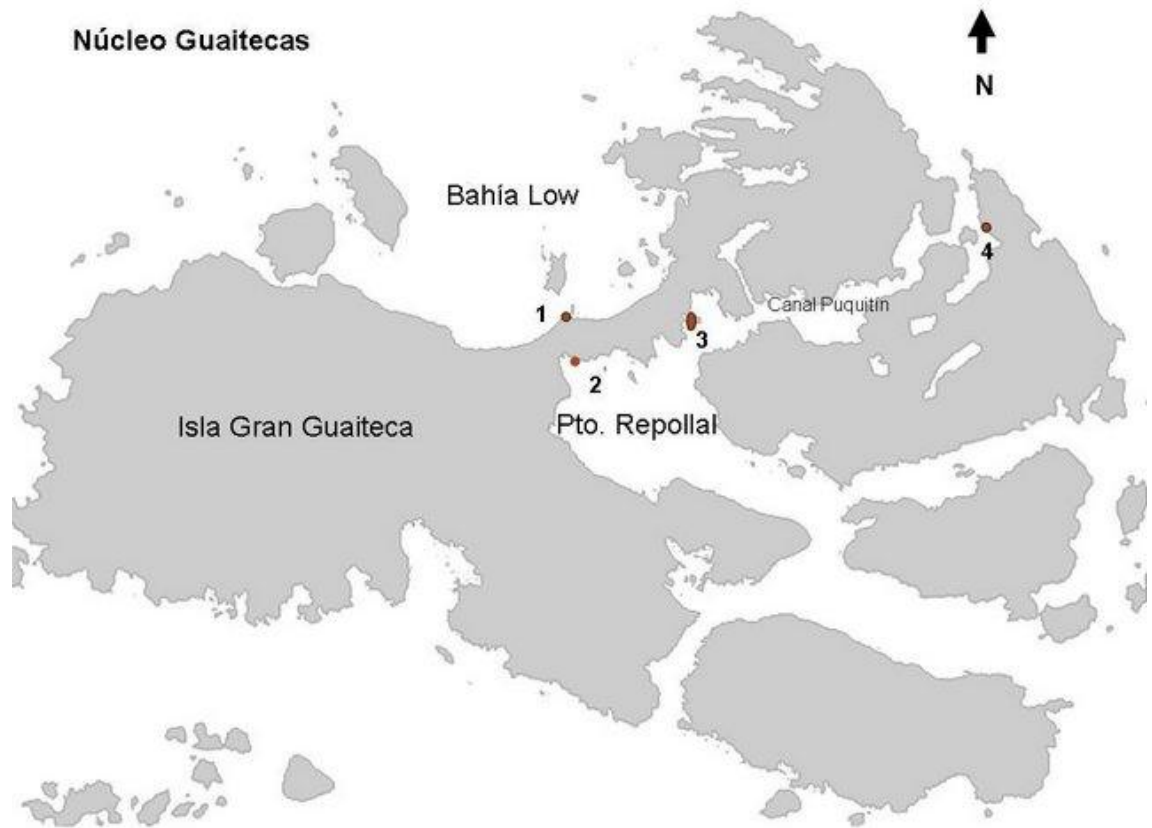 Núcleo Guaitecas
N
Bahía Low
4
Canal Puquitín
1
3
2
Isla Gran Guaiteca
Pto. Repollal